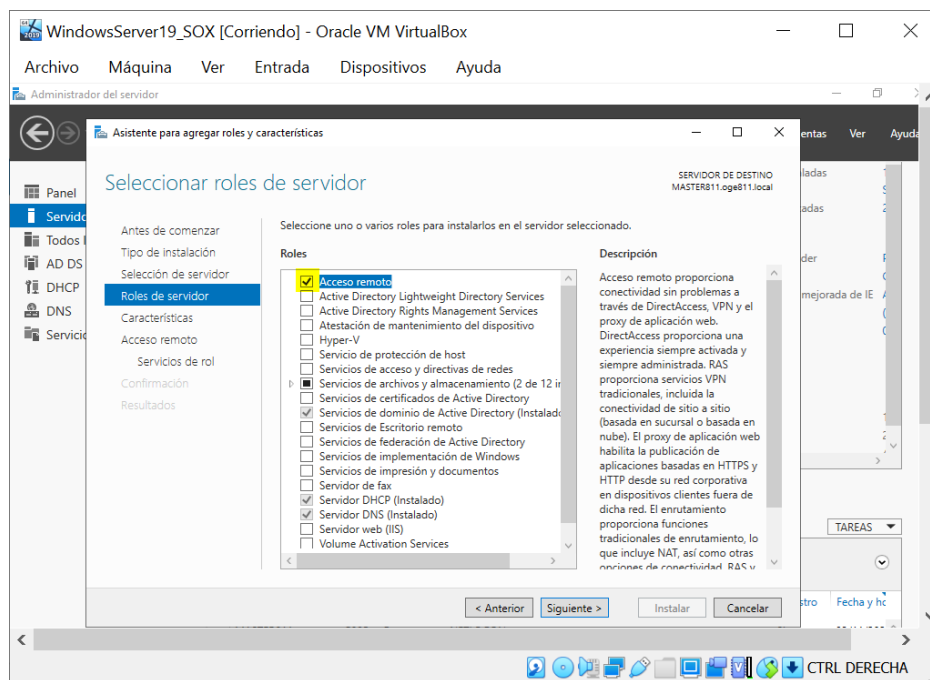 WindowsServer19_SOX [Corriendo] - Oracle VM VirtualBox
Archivo Máquina Ver Entrada Dispositivos Ayuda
Administrador del servidor
Asistente para agregar roles y características
entas Ver Ayuda
Seleccionar roles de servidor
SERVIDOR DE DESTINO
MASTER811.oge811.local
Panel
Servido
Todos l
AD DS
DHCP
DNS
Servicio
Antes de comenzar
Tipo de instalación
Selección de servidor
Roles de servidor
Características
Acceso remoto
Servicios de rol
Confirmación
Resultados
Seleccione uno o varios roles para instalarlos en el servidor seleccionado.
Roles
Acceso remoto
Active Directory Lightweight Directory Services
Active Directory Rights Management Services
Atestación de mantenimiento del dispositivo
Hyper-V
Servicio de protección de host
Servicios de acceso y directivas de redes
Servicios de archivos y almacenamiento (2 de 12 in
Servicios de certificados de Active Directory
Servicios de dominio de Active Directory (Instalado
Servicios de Escritorio remoto
Servicios de federación de Active Directory
Servicios de implementación de Windows
Servicios de impresión y documentos
Servidor de fax
Servidor DHCP (Instalado)
Servidor DNS (Instalado)
Servidor web (IIS)
Volume Activation Services
Descripción
Acceso remoto proporciona
conectividad sin problemas a
través de DirectAccess, VPN y el
proxy de aplicación web.
DirectAccess proporciona una
experiencia siempre activada y
siempre administrada. RAS
proporciona servicios VPN
tradicionales, incluida la
conectividad de sitio a sitio
(basada en sucursal o basada en
nube). El proxy de aplicación web
habilita la publicación de
aplicaciones basadas en HTTPS y
HTTP desde su red corporativa
en dispositivos clientes fuera de
dicha red. El enrutamiento
proporciona funciones
tradicionales de enrutamiento, lo
que incluye NAT, así como otras
opciones de conectividad. RAS y
ladas
adas
der
mejorada de IE
TAREAS
stro Fecha y ho
< Anterior Siguiente > Instalar Cancelar
CTRL DERECHA